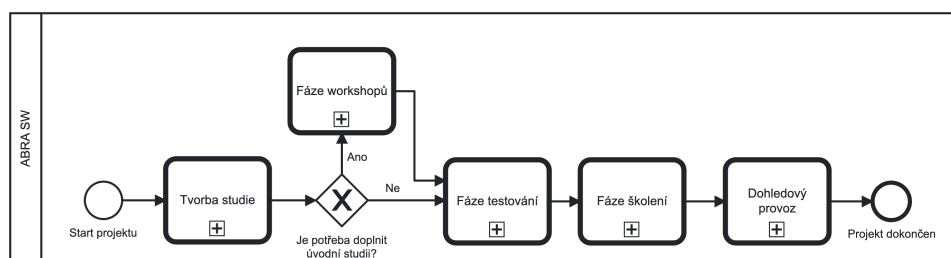 ABRA SW
Start projektu
Tvorba studie
Je potřeba doplnit
úvodní studii?
Ano
Ne
Fáze workshopů
Fáze testování
Fáze školení
Dohledový
provoz
Projekt dokončen